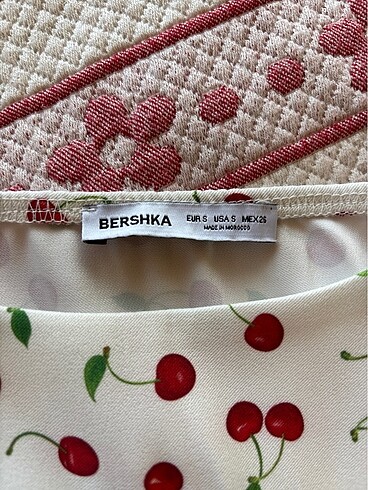 BERSHKA EUR S USA S MEX 26
MADE IN MOROCCO